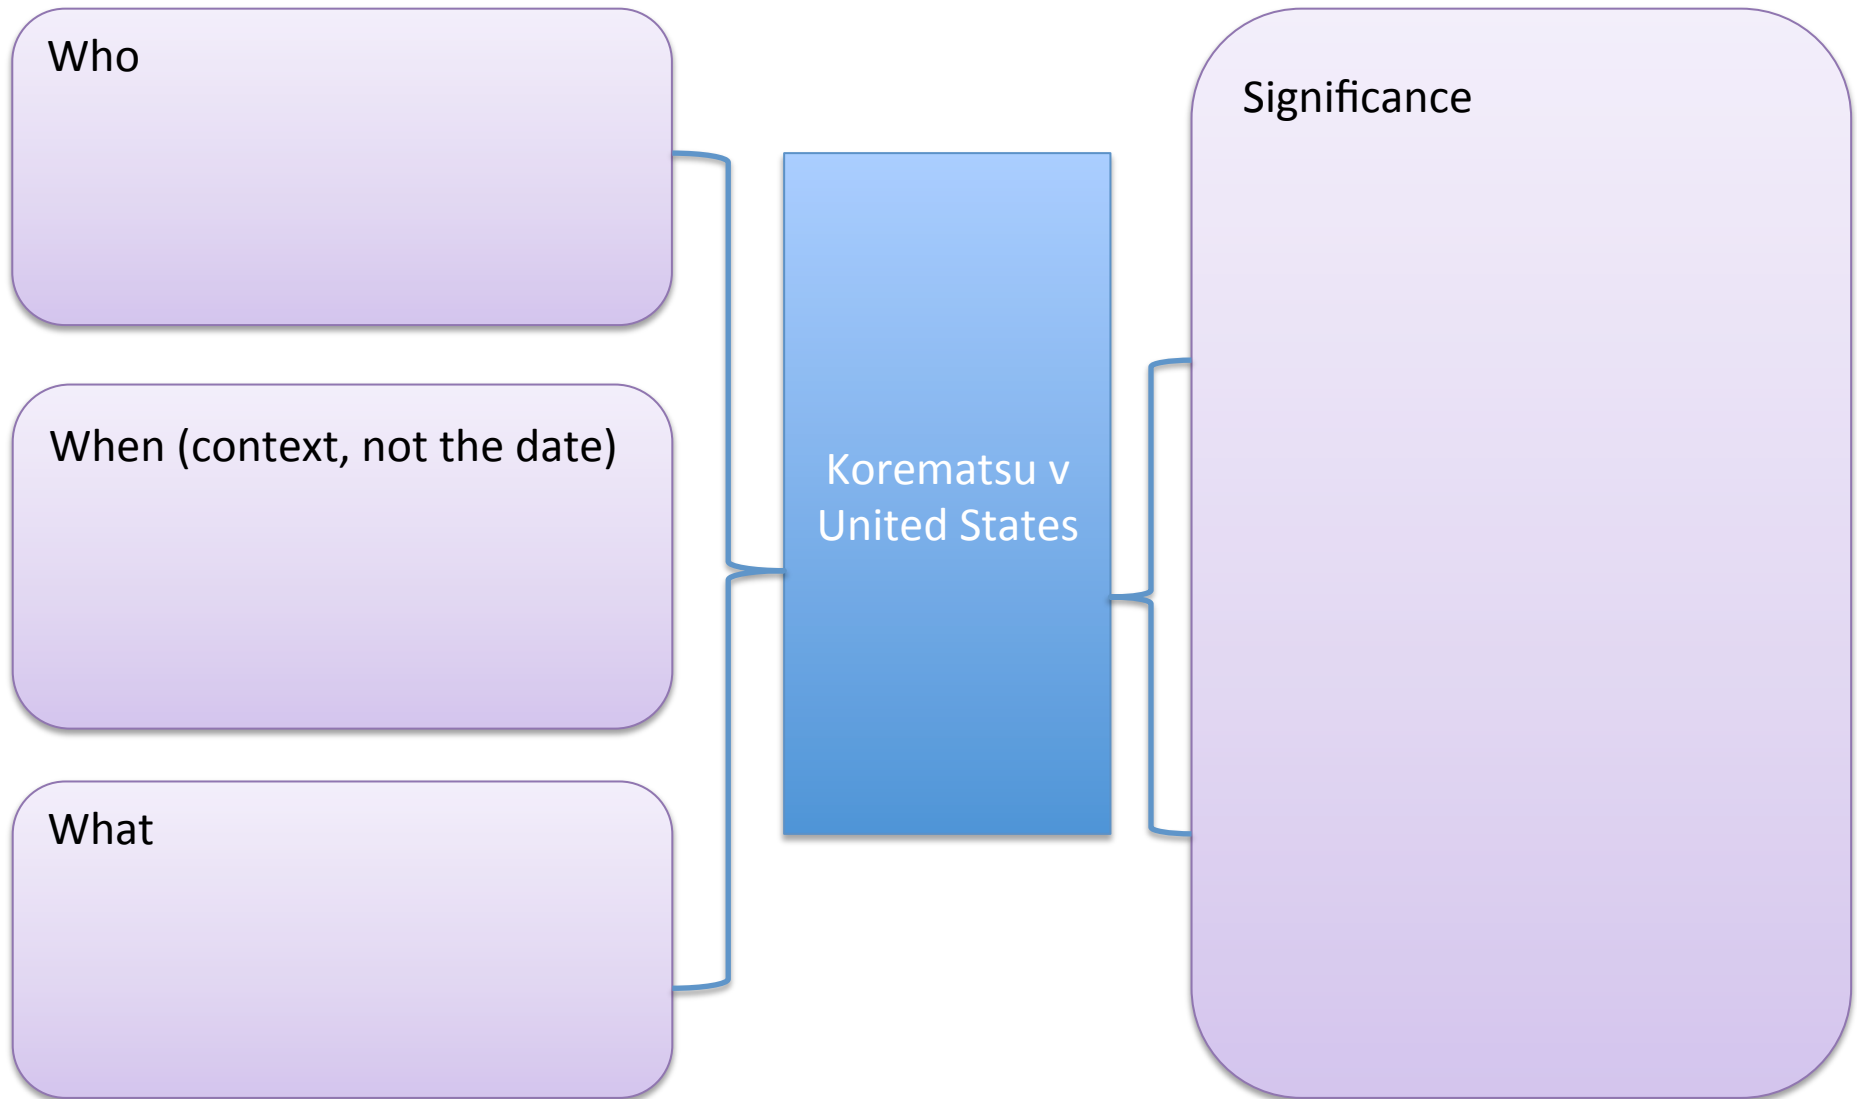 Who
When (context, not the date)
What
Korematsu v
United States
Significance